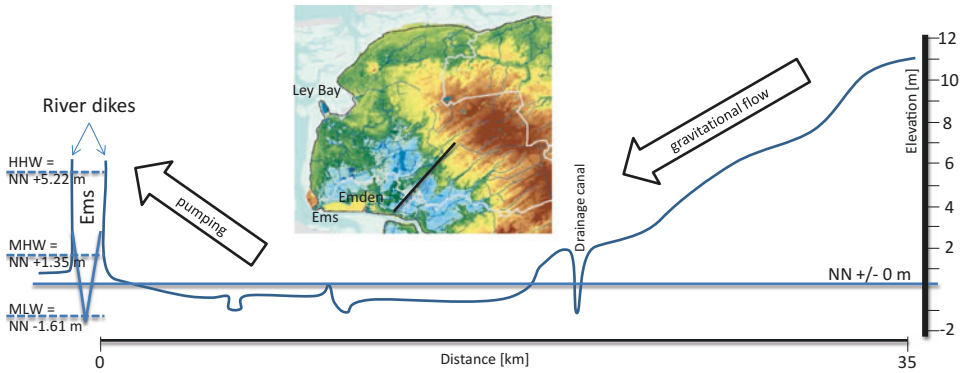 River dikes
HHW =
NN +5.22 m
Ems
MHW =
NN +1.35 m
MLW =
NN -1.61 m
pumping
Ley Bay
Emden
Ems
gravitational flow
Drainage canal
NN +/- 0 m
Elevation [m]
12
10
8
6
4
2
-2
0
Distance [km]
35